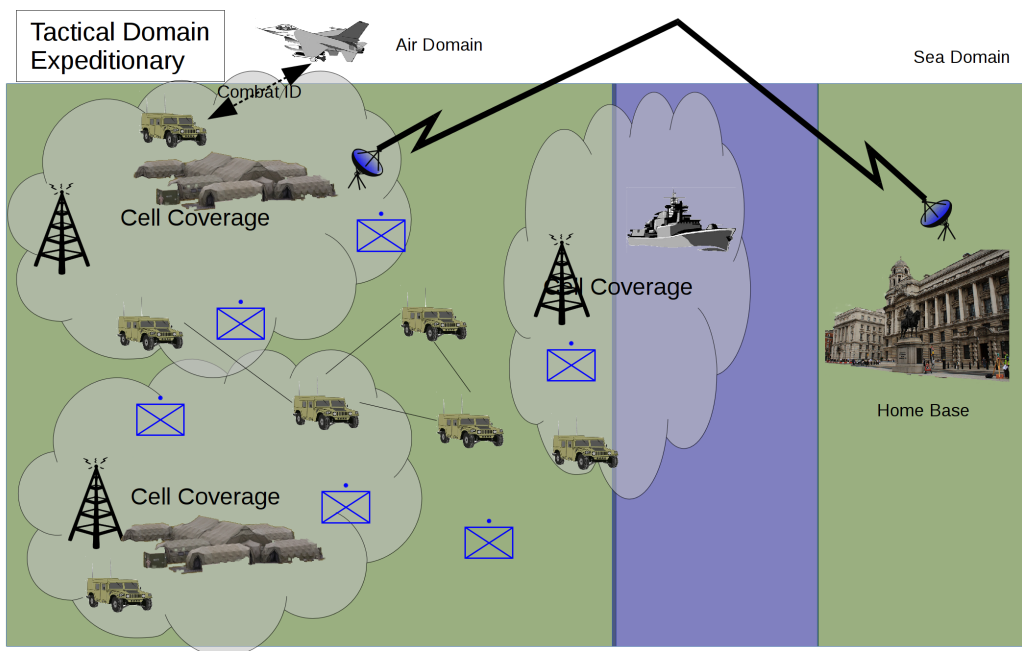 Tactical Domain
Expeditionary
Air Domain
Sea Domain
Combat ID
Cell Coverage
Cell Coverage
Home Base
Cell Coverage